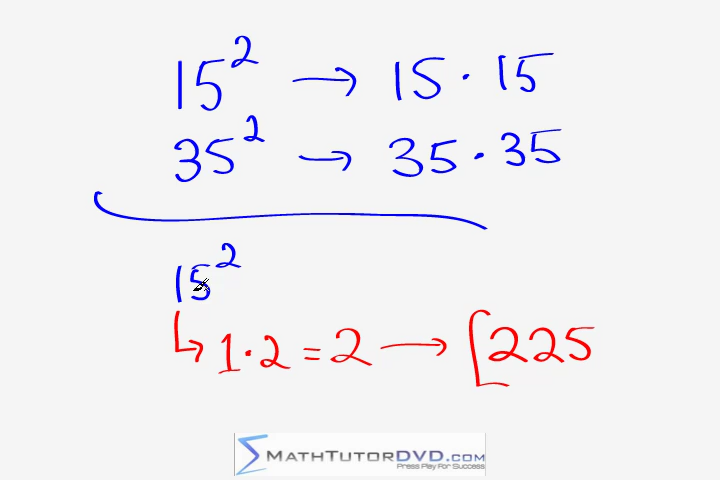 15² → 15 · 15
35² → 35 · 35
15²
↳ 1 · 2 = 2 → [225
MATHTUTORDVD.COM
Press Play For Success